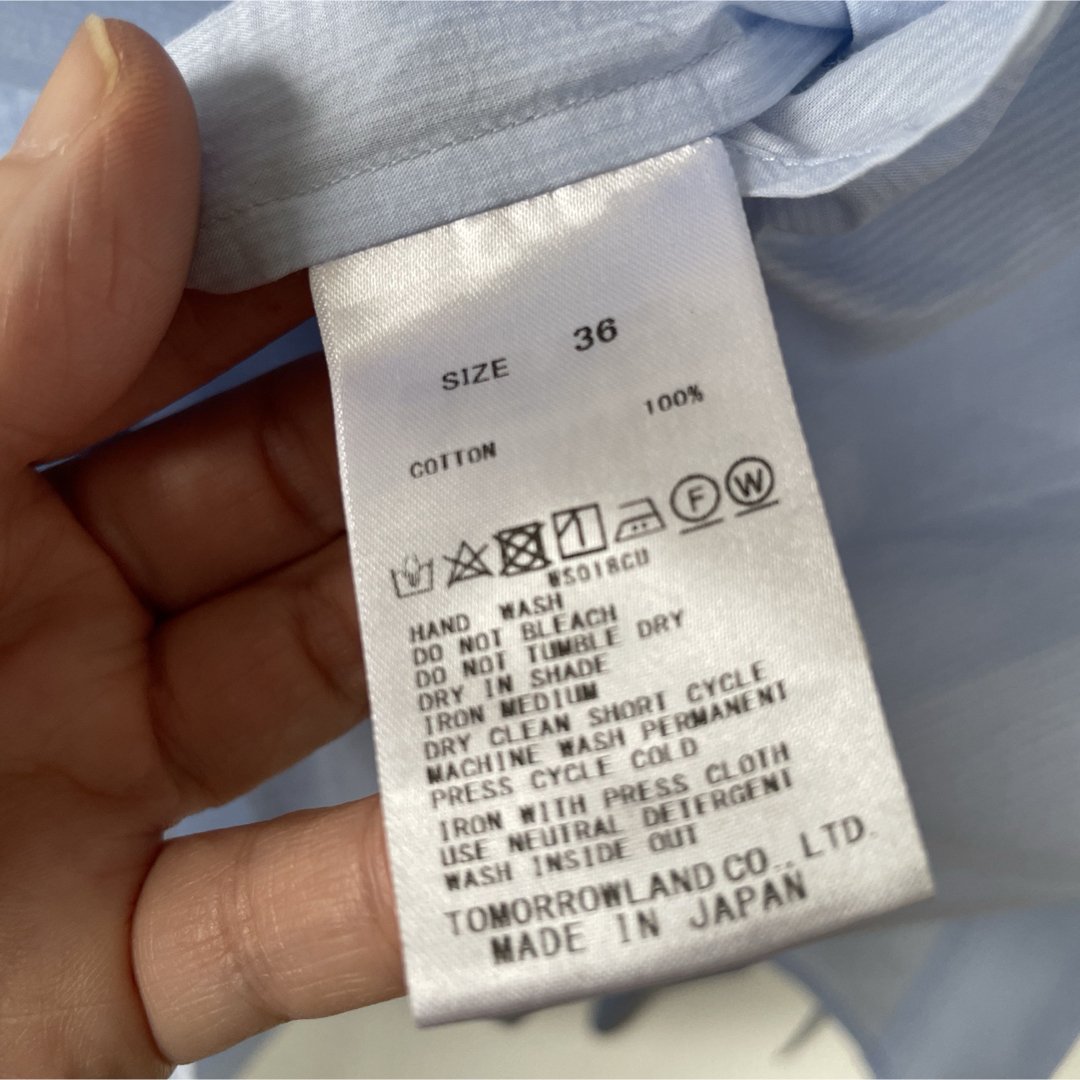 SIZE 36
COTTON 100%
F W
WS018CU
HAND WASH
DO NOT BLEACH
DO NOT TUMBLE DRY
DRY IN SHADE
IRON MEDIUM
DRY CLEAN SHORT CYCLE
MACHINE WASH PERMANENT
PRESS CYCLE COLD
IRON WITH PRESS CLOTH
USE NEUTRAL DETERGENT
WASH INSIDE OUT
TOMORROWLAND CO., LTD.
MADE IN JAPAN